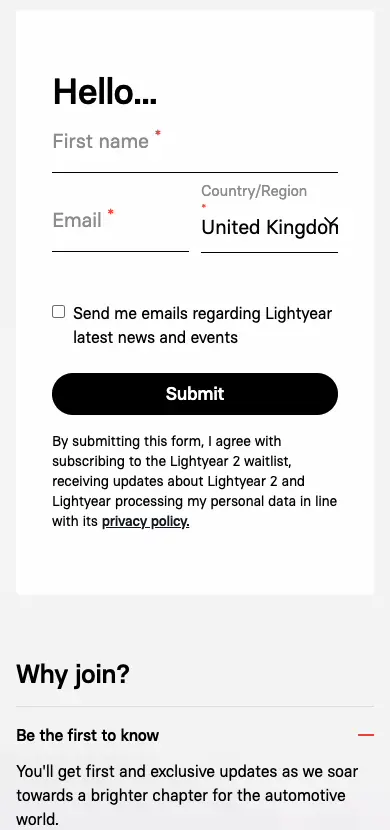 Hello...
First name *
Country/Region
*
Email *
United Kingdom
Send me emails regarding Lightyear
latest news and events
Submit
By submitting this form, I agree with
subscribing to the Lightyear 2 waitlist,
receiving updates about Lightyear 2 and
Lightyear processing my personal data in line
with its privacy policy.
Why join?
Be the first to know
You'll get first and exclusive updates as we soar
towards a brighter chapter for the automotive
world.